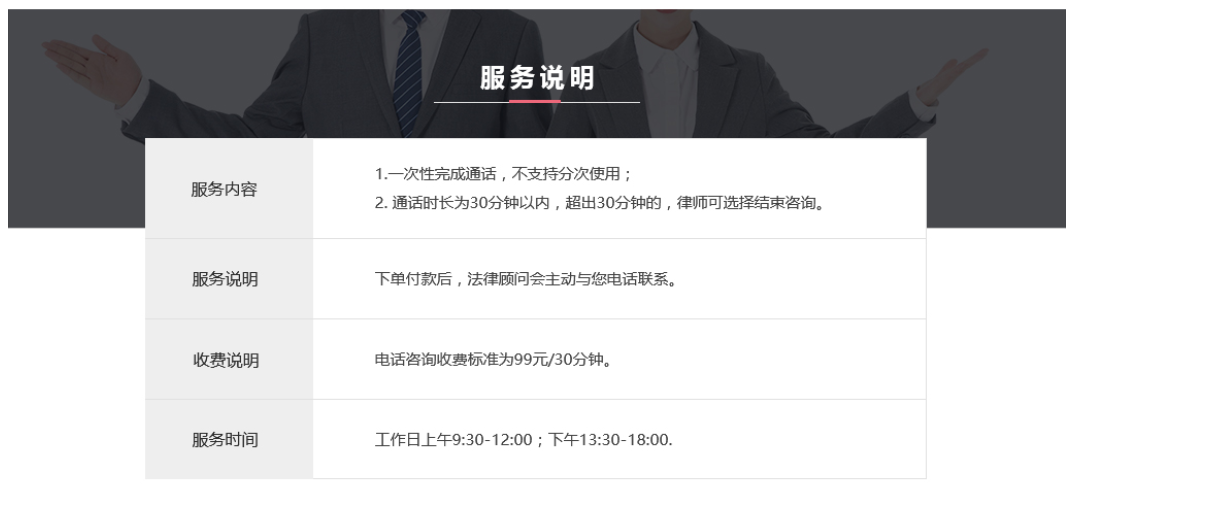 服务说明
服务内容
1.一次性完成通话，不支持分次使用；
2. 通话时长为30分钟以内，超出30分钟的，律师可选择结束咨询。
服务说明
下单付款后，法律顾问会主动与您电话联系。
收费说明
电话咨询收费标准为99元/30分钟。
服务时间
工作日上午9:30-12:00；下午13:30-18:00.